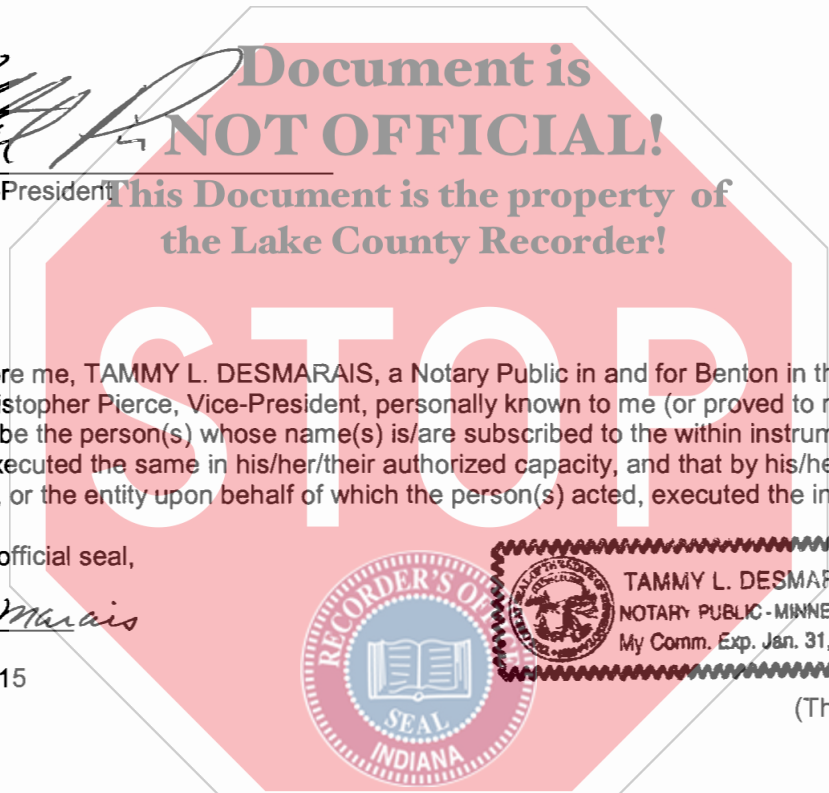 Document is
NOT OFFICIAL!
This Document is the property of
the Lake County Recorder!
President
STOP
re me, TAMMY L. DESMARAIS, a Notary Public in and for Benton in th
istopher Pierce, Vice-President, personally known to me (or proved to
be the person(s) whose name(s) is/are subscribed to the within instrum
xecuted the same in his/her/their authorized capacity, and that by his/he
, or the entity upon behalf of which the person(s) acted, executed the in
official seal,
marais
15
RECORDER'S OF
SEAL
INDIANA
TAMMY L. DESMAR
NOTARY PUBLIC - MINNE
My Comm. Exp. Jan. 31,
(Th